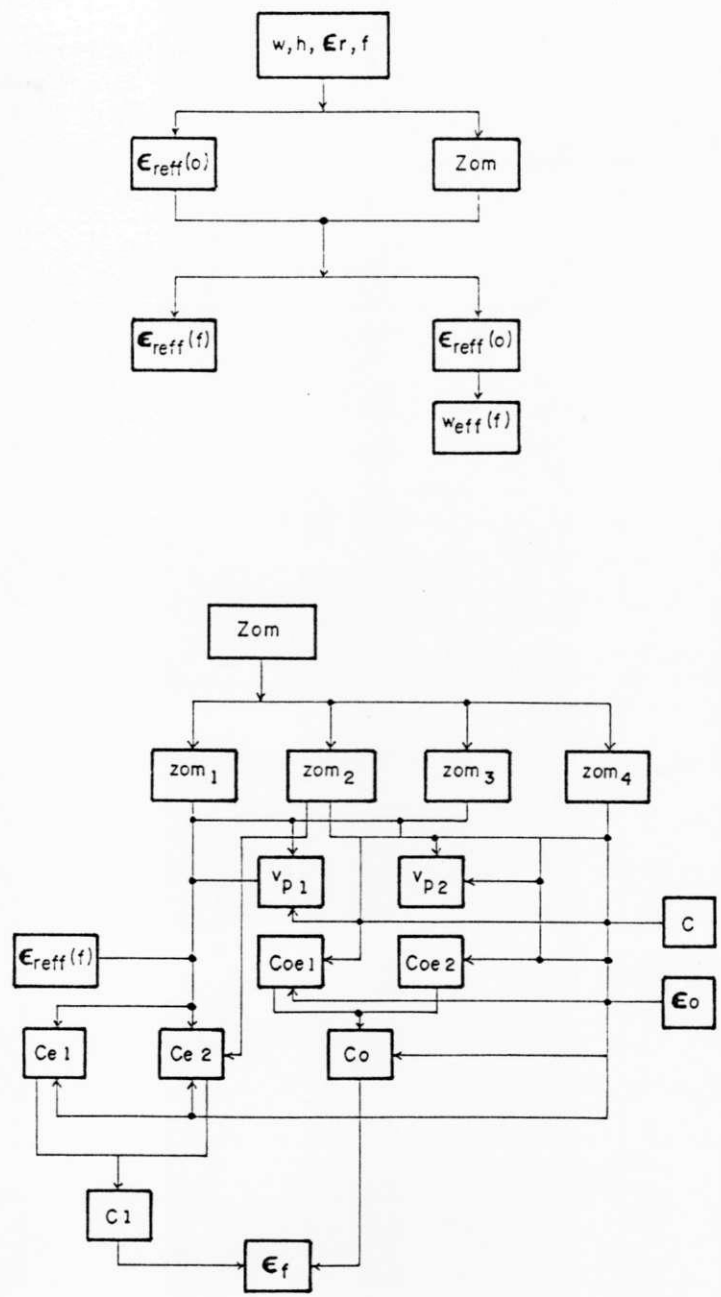 w, h, ϵr, f
ϵreff(o)
Zom
ϵreff(f)
ϵreff(o)
weff(f)
Zom
zom1
zom2
zom3
zom4
vp1
vp2
C
ϵreff(f)
Coe1
Coe2
ϵo
Ce1
Ce2
Co
C1
ϵf